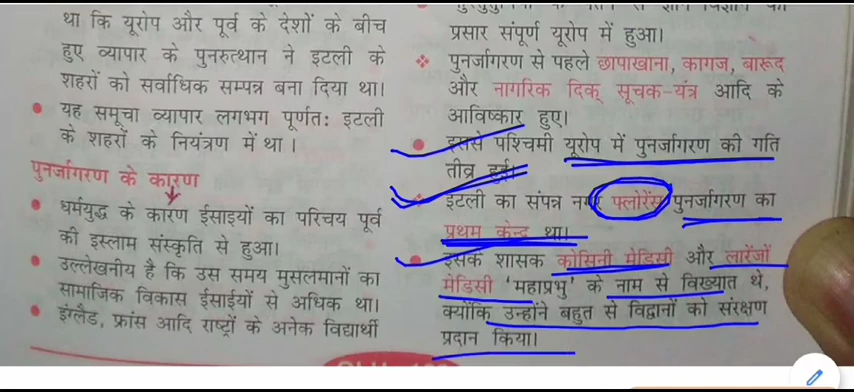 था कि यूरोप और पूर्व के देशों के बीच
हुए व्यापार के पुनरुत्थान ने इटली के
शहरों को सर्वाधिक सम्पन्न बना दिया था।
यह समूचा व्यापार लगभग पूर्णत: इटली
के शहरों के नियंत्रण में था।
पुनर्जागरण के कारण
धर्मयुद्ध के कारण ईसाइयों का परिचय पूर्व
की इस्लाम संस्कृति से हुआ।
उल्लेखनीय है कि उस समय मुसलमानों का
सामाजिक विकास ईसाईयों से अधिक था।
इंग्लैड, फ्रांस आदि राष्ट्रों के अनेक विद्यार्थी
प्रसार संपूर्ण यूरोप में हुआ।
पुनर्जागरण से पहले छापाखाना, कागज, बारूद
और नागरिक दिक् सूचक-यंत्र आदि के
आविष्कार हुए।
इससे पश्चिमी यूरोप में पुनर्जागरण की गति
तीव्र हुई।
इटली का संपन्न नगर फ्लोरेंस पुनर्जागरण का
प्रथम केन्द्र था।
इसके शासक कोसिनी मेडिसी और लारेंजों
मेडिसी 'महाप्रभु' के नाम से विख्यात थे,
क्योंकि उन्होंने बहुत से विद्वानों को संरक्षण
प्रदान किया।